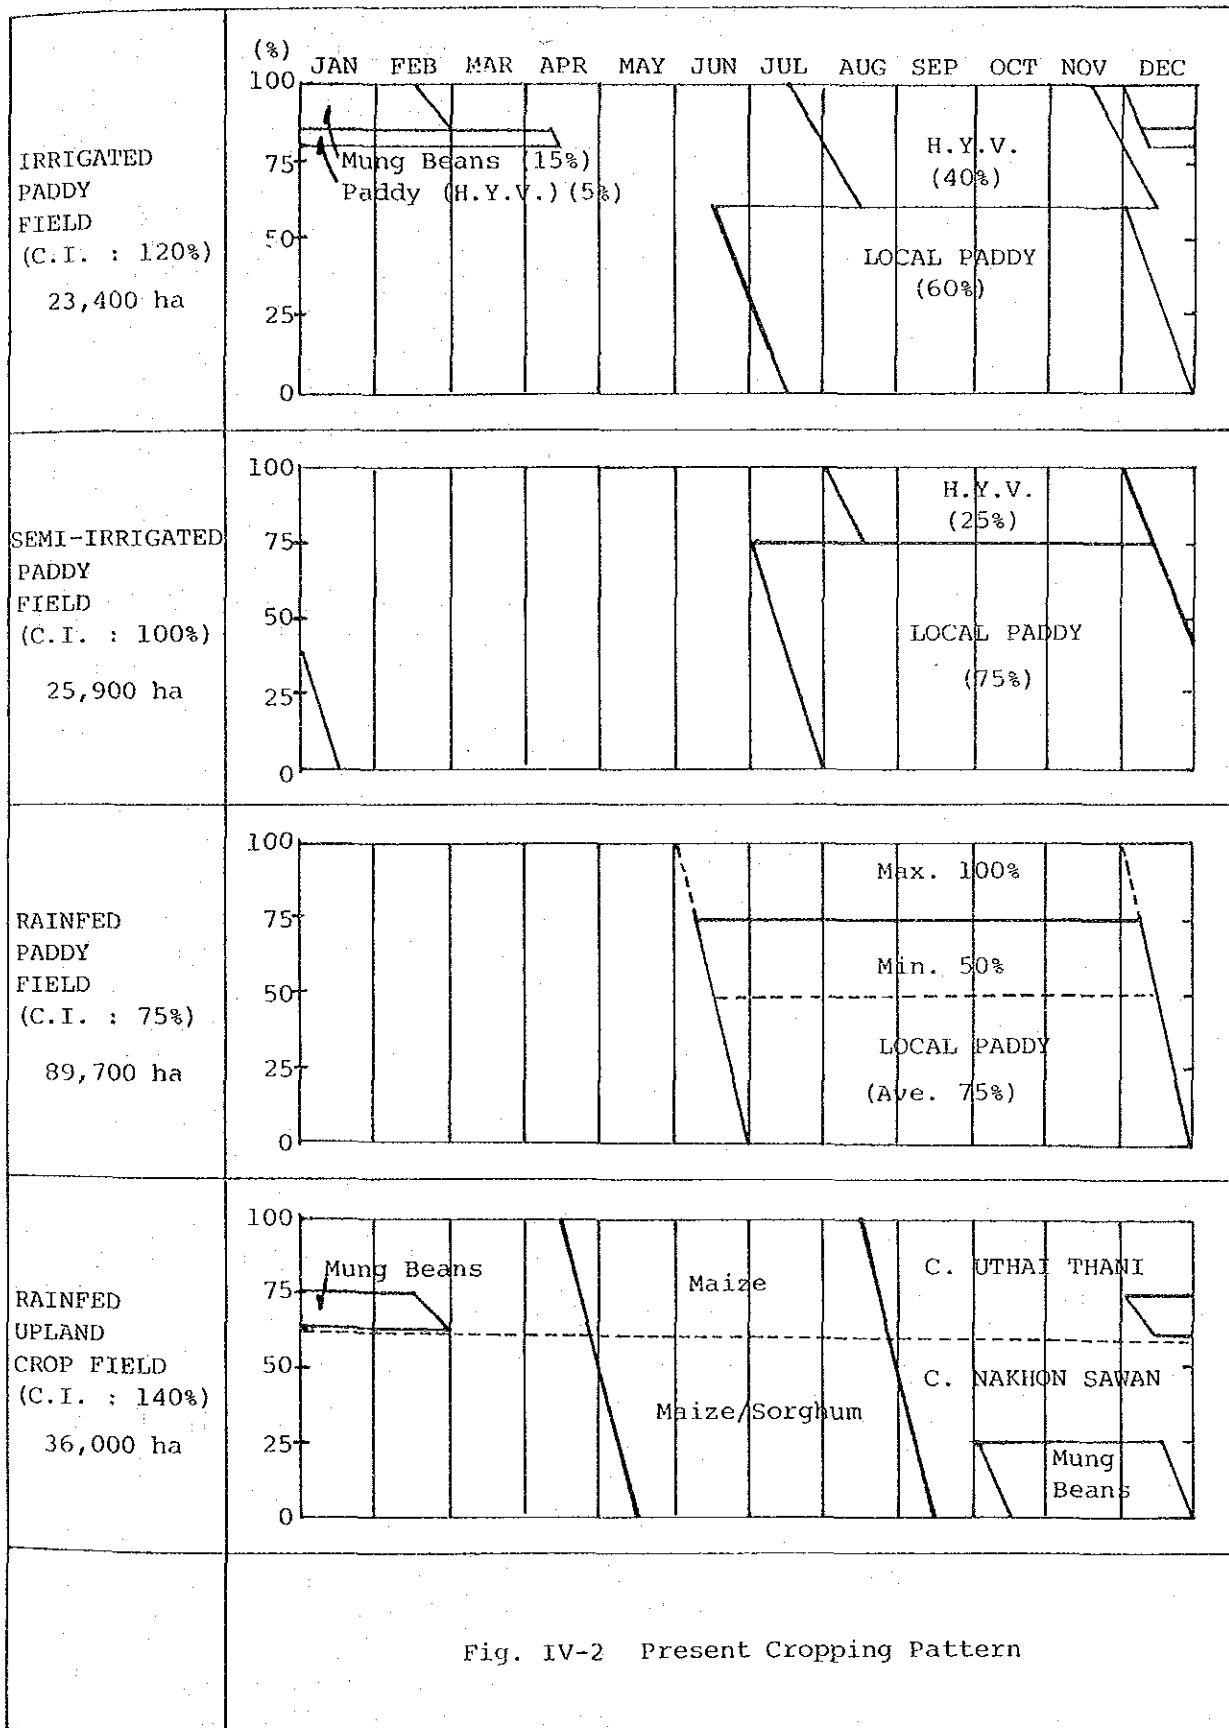 (%)
JAN FEB MAR APR MAY JUN JUL AUG SEP OCT NOV DEC
IRRIGATED
PADDY
FIELD
(C.I. : 120%)
23,400 ha
100
75
50
25
0
Mung Beans (15%)
Paddy (H.Y.V.) (5%)
H.Y.V.
(40%)
LOCAL PADDY
(60%)
SEMI-IRRIGATED
PADDY
FIELD
(C.I. : 100%)
25,900 ha
100
75
50
25
0
H.Y.V.
(25%)
LOCAL PADDY
(75%)
RAINFED
PADDY
FIELD
(C.I. : 75%)
89,700 ha
100
75
50
25
0
Max. 100%
Min. 50%
LOCAL PADDY
(Ave. 75%)
RAINFED
UPLAND
CROP FIELD
(C.I. : 140%)
36,000 ha
100
75
50
25
0
Mung Beans
Maize
C. UTHAI THANI
C. NAKHON SAWAN
Maize/Sorghum
Mung
Beans
Fig. IV-2 Present Cropping Pattern